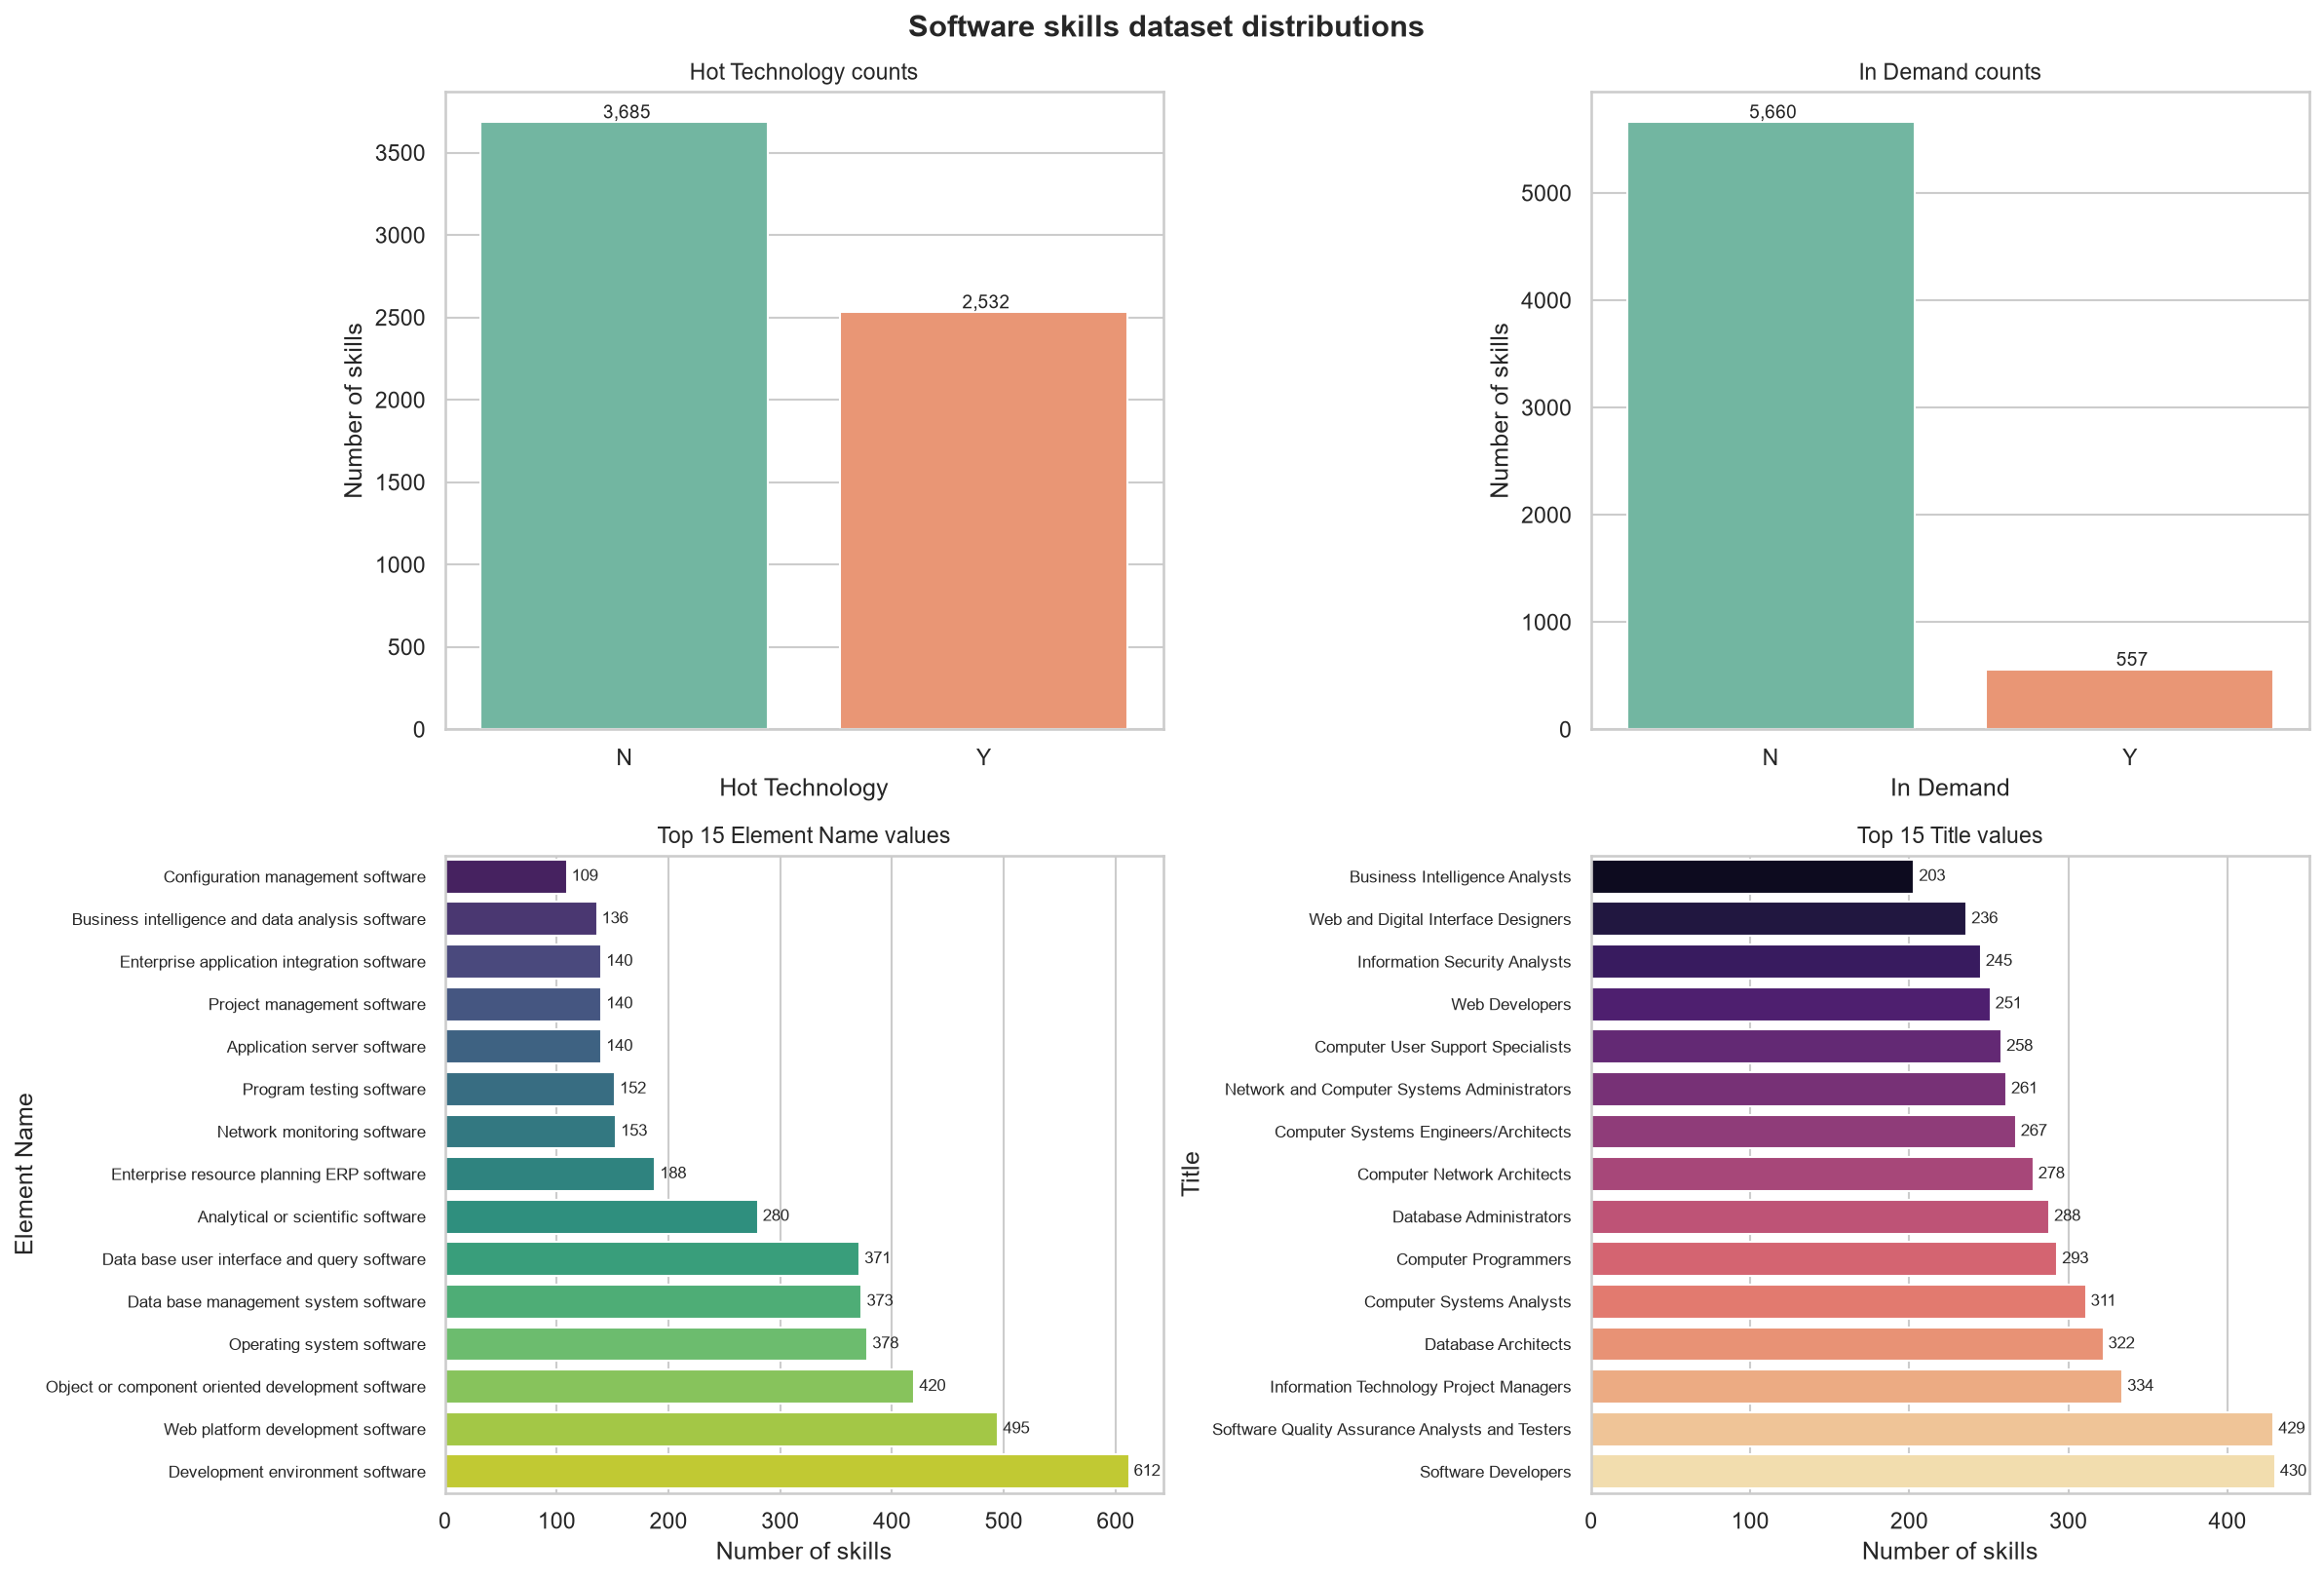 Software skills dataset distributions
Hot Technology counts
3,685
2,532
3500
3000
2500
2000
1500
1000
500
0
Number of skills
N
Y
Hot Technology
In Demand counts
5,660
557
5000
4000
3000
2000
1000
0
Number of skills
N
Y
In Demand
Top 15 Element Name values
Element Name
Configuration management software 109
Business intelligence and data analysis software 136
Enterprise application integration software 140
Project management software 140
Application server software 140
Program testing software 152
Network monitoring software 153
Enterprise resource planning ERP software 188
Analytical or scientific software 280
Data base user interface and query software 371
Data base management system software 373
Operating system software 378
Object or component oriented development software 420
Web platform development software 495
Development environment software 612
0 100 200 300 400 500 600
Number of skills
Top 15 Title values
Title
Business Intelligence Analysts 203
Web and Digital Interface Designers 236
Information Security Analysts 245
Web Developers 251
Computer User Support Specialists 258
Network and Computer Systems Administrators 261
Computer Systems Engineers/Architects 267
Computer Network Architects 278
Database Administrators 288
Computer Programmers 293
Computer Systems Analysts 311
Database Architects 322
Information Technology Project Managers 334
Software Quality Assurance Analysts and Testers 429
Software Developers 430
0 100 200 300 400
Number of skills